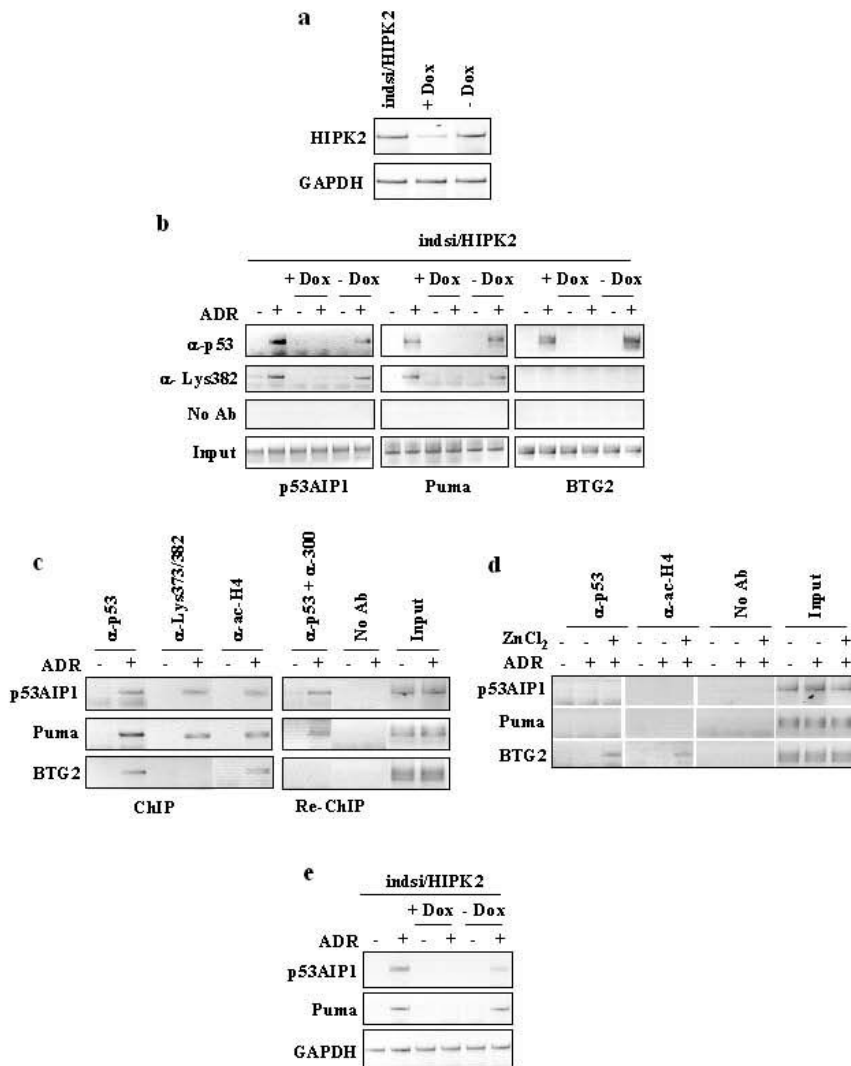 a
indsi/HIPK2
+ Dox
- Dox
HIPK2
GAPDH
b
indsi/HIPK2
+ Dox - Dox + Dox - Dox + Dox - Dox
ADR - + - + - + - + - + - + - + - + - +
α-p53
α- Lys382
No Ab
Input
p53AIP1 Puma BTG2
c
α-p53
α-Lys373/382
α-ac-H4
α-p53 + α-300
No Ab
Input
ADR - + - + - + - + - + - +
p53AIP1
Puma
BTG2
ChIP Re-ChIP
d
α-p53
α-ac-H4
No Ab
Input
ZnCl2 - - + - - + - - + - - +
ADR - + + - + + - + + - + +
p53AIP1
Puma
BTG2
e
indsi/HIPK2
+ Dox - Dox
ADR - + - + - +
p53AIP1
Puma
GAPDH